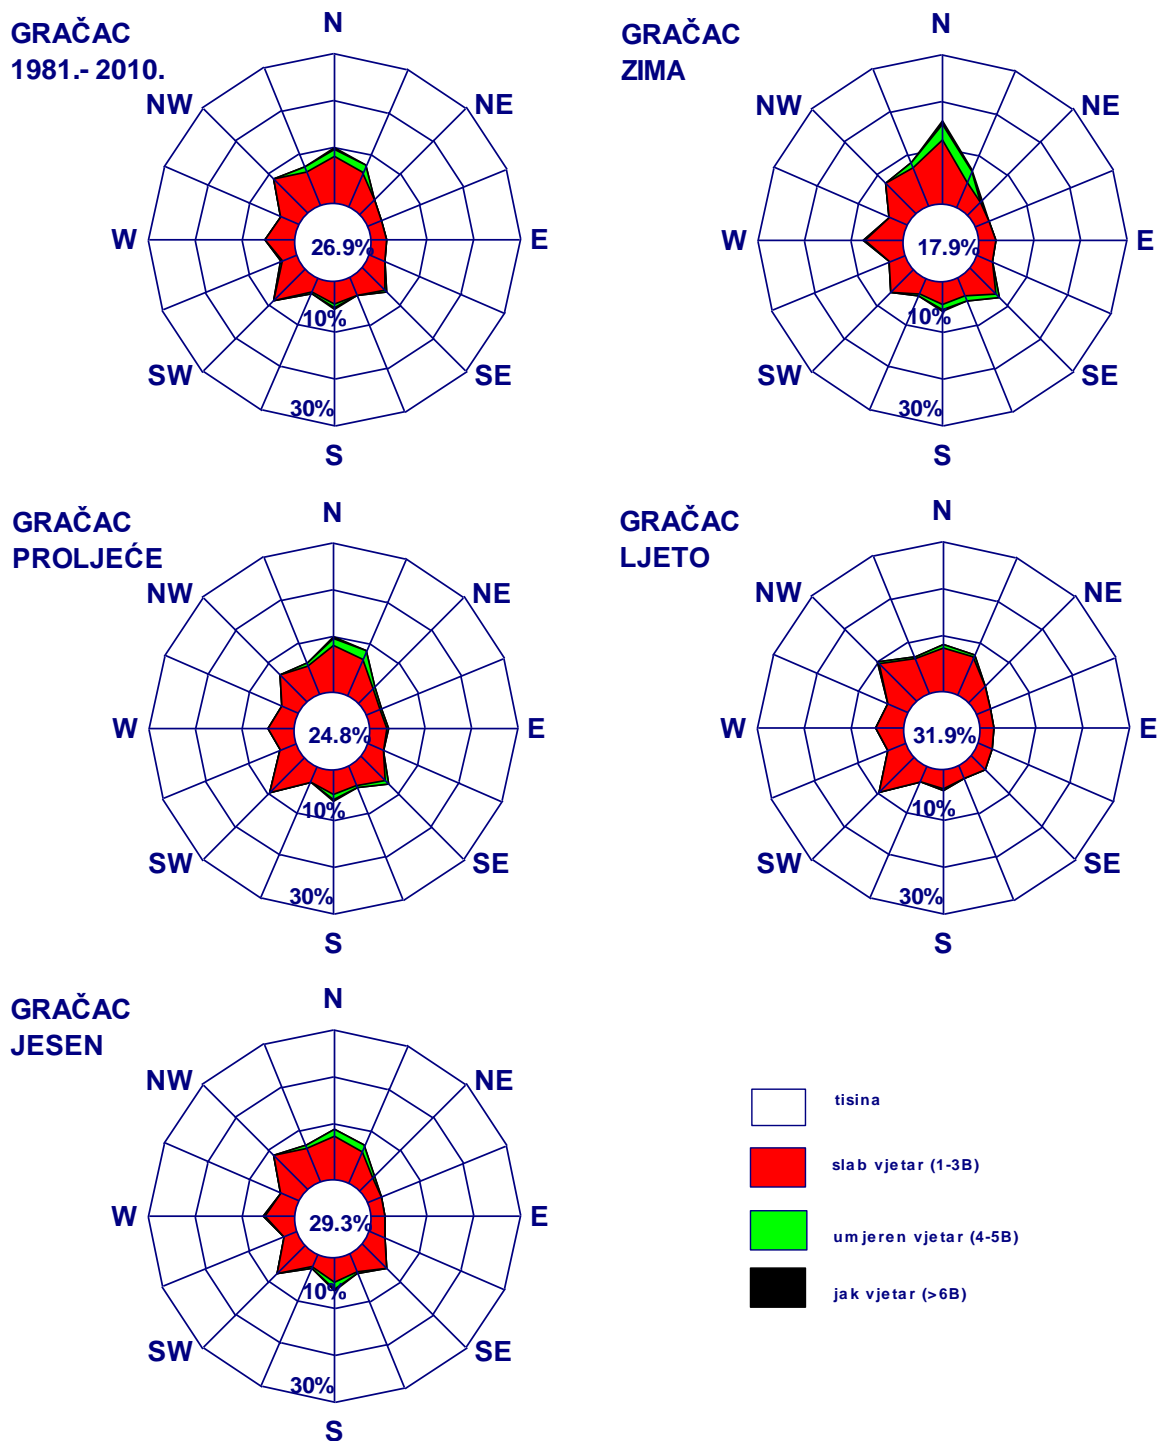 GRAČAC
1981.- 2010.
N
NW
NE
W
26.9%
E
10%
SW
SE
30%
S
GRAČAC
ZIMA
N
NW
NE
W
17.9%
E
10%
SW
SE
30%
S
GRAČAC
PROLJEĆE
N
NW
NE
W
24.8%
E
10%
SW
SE
30%
S
GRAČAC
LJETO
N
NW
NE
W
31.9%
E
10%
SW
SE
30%
S
GRAČAC
JESEN
N
NW
NE
W
29.3%
E
10%
SW
SE
30%
S
tisina
slab vjetar (1-3B)
umjeren vjetar (4-5B)
jak vjetar (>6B)